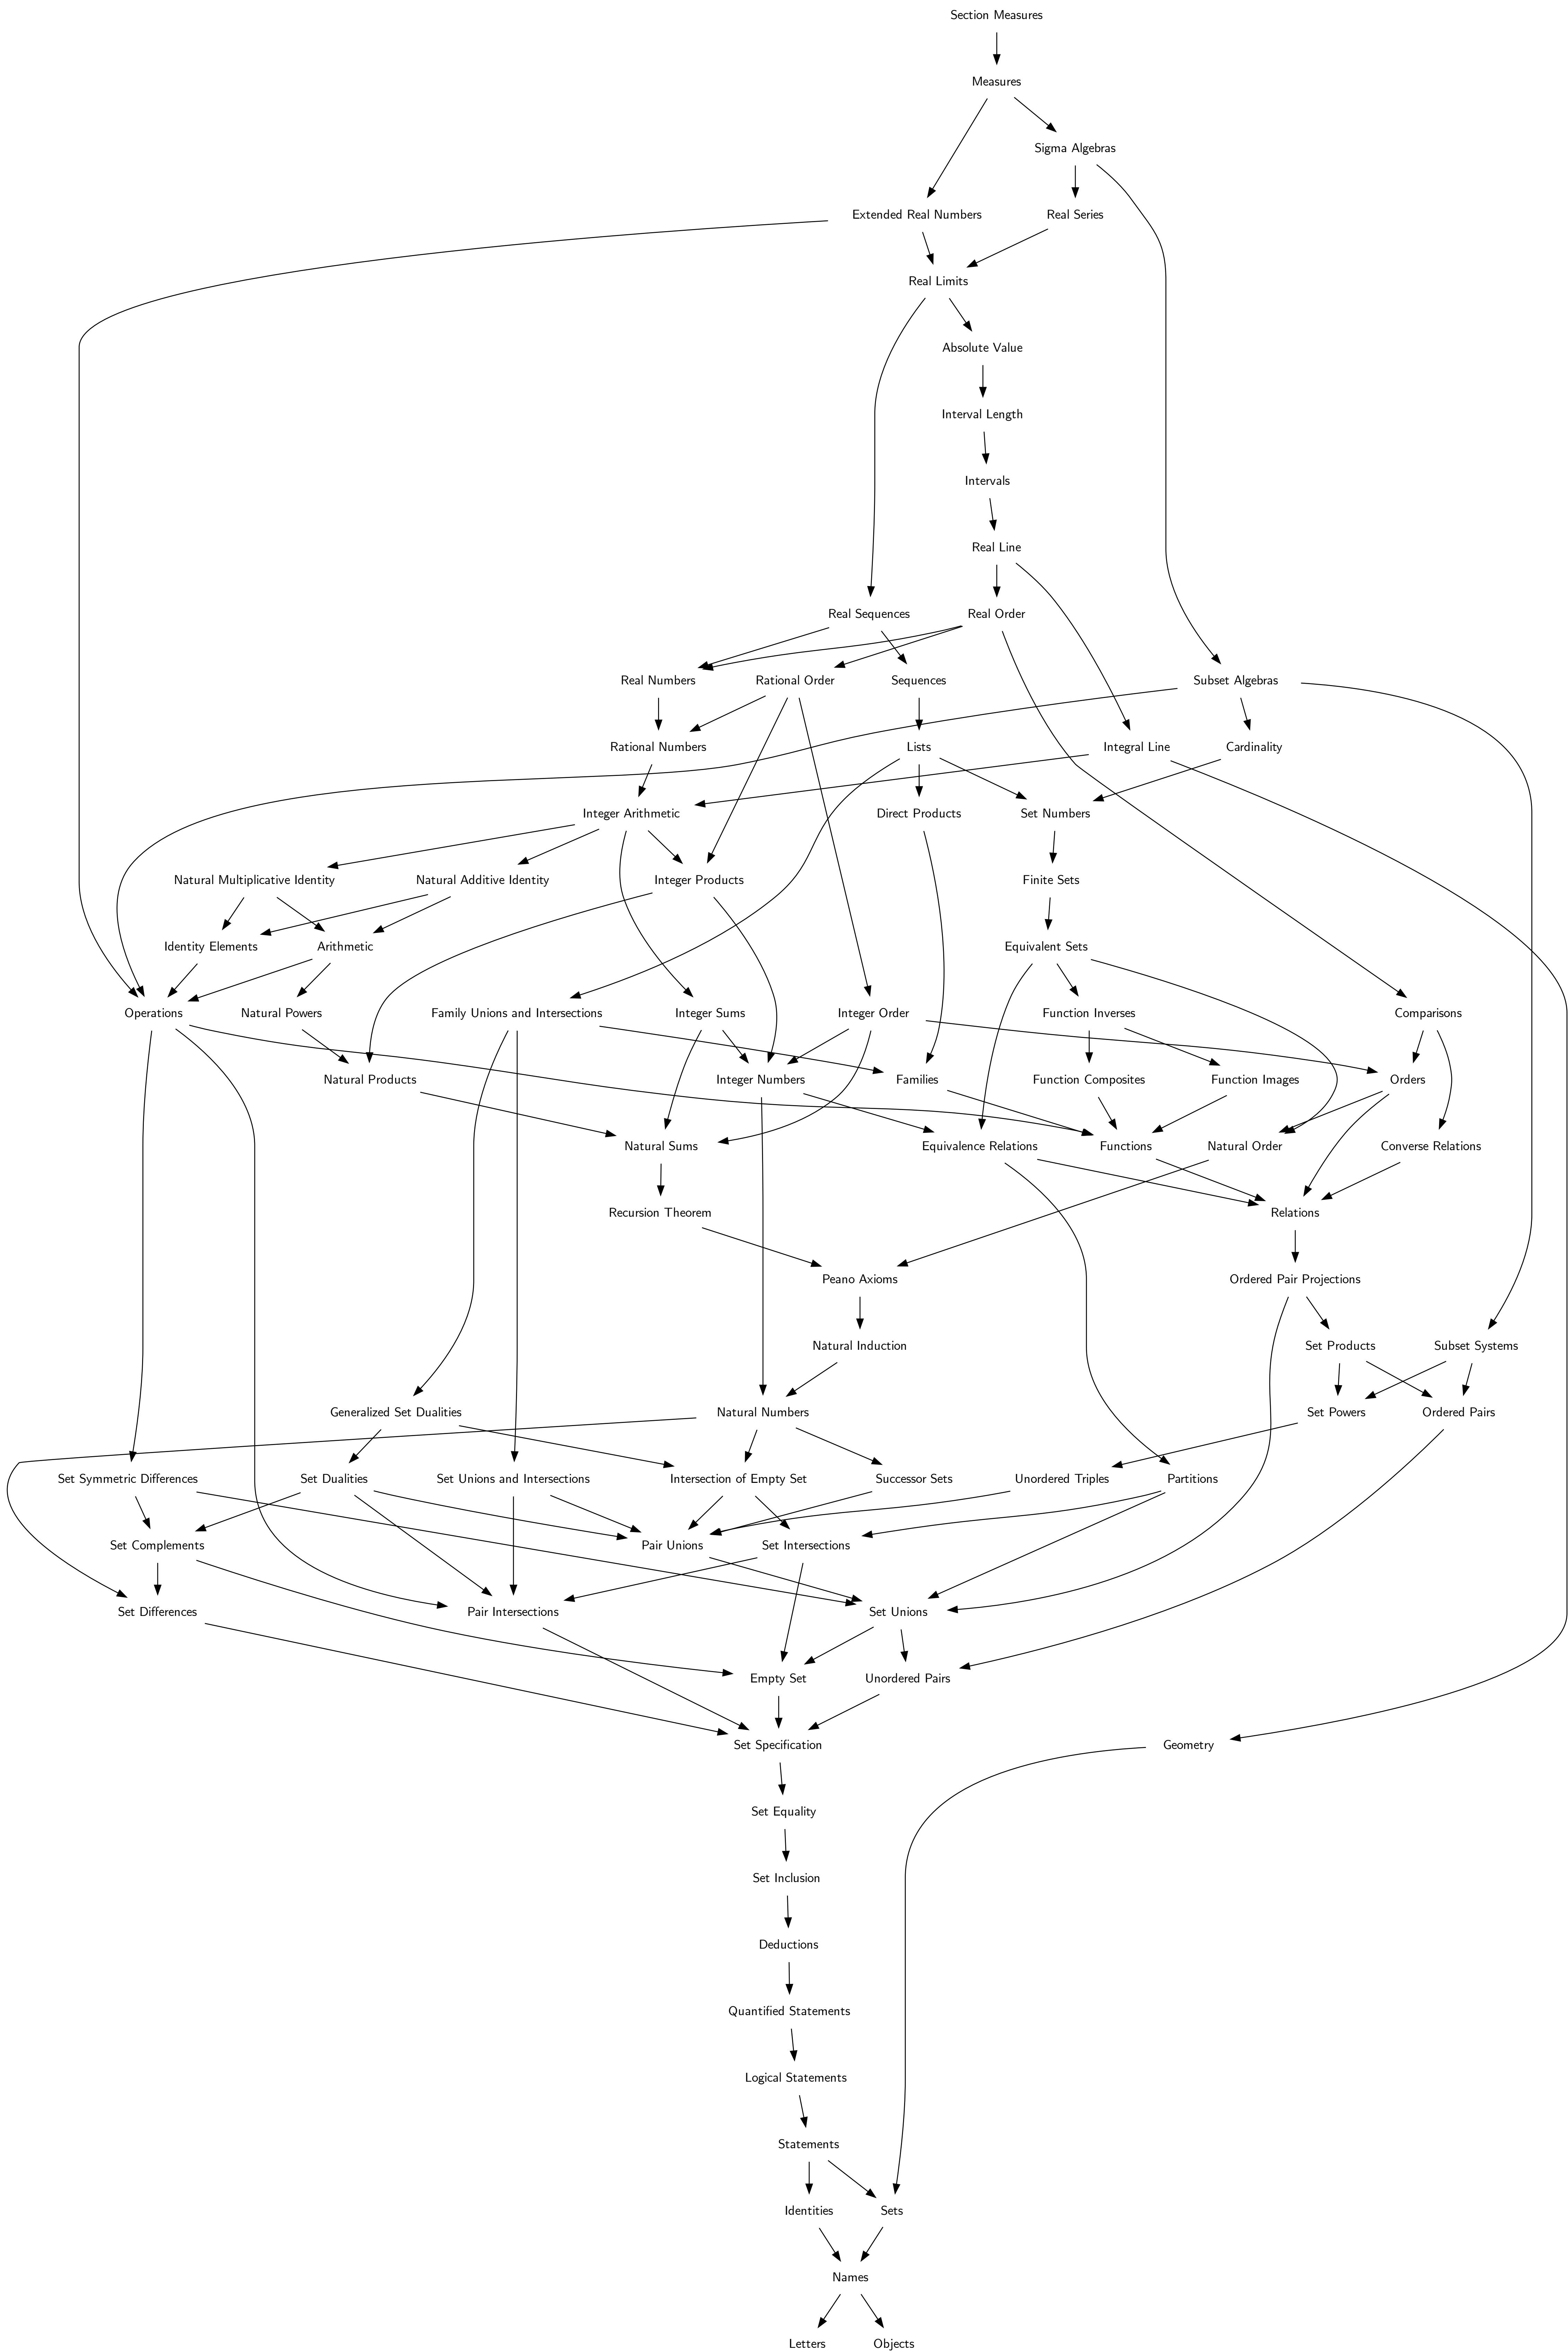 Section Measures
Measures
Sigma Algebras
Extended Real Numbers
Real Series
Real Limits
Absolute Value
Interval Length
Intervals
Real Line
Real Sequences
Real Order
Real Numbers
Rational Order
Sequences
Subset Algebras
Rational Numbers
Lists
Integral Line
Cardinality
Integer Arithmetic
Direct Products
Set Numbers
Natural Multiplicative Identity
Natural Additive Identity
Integer Products
Finite Sets
Identity Elements
Arithmetic
Equivalent Sets
Operations
Natural Powers
Family Unions and Intersections
Integer Sums
Integer Order
Function Inverses
Comparisons
Natural Products
Integer Numbers
Families
Function Composites
Function Images
Orders
Natural Sums
Equivalence Relations
Functions
Natural Order
Converse Relations
Recursion Theorem
Relations
Peano Axioms
Ordered Pair Projections
Natural Induction
Set Products
Subset Systems
Generalized Set Dualities
Natural Numbers
Set Powers
Ordered Pairs
Set Symmetric Differences
Set Dualities
Set Unions and Intersections
Intersection of Empty Set
Successor Sets
Unordered Triples
Partitions
Set Complements
Pair Unions
Set Intersections
Set Differences
Pair Intersections
Set Unions
Empty Set
Unordered Pairs
Set Specification
Geometry
Set Equality
Set Inclusion
Deductions
Quantified Statements
Logical Statements
Statements
Identities
Sets
Names
Letters
Objects